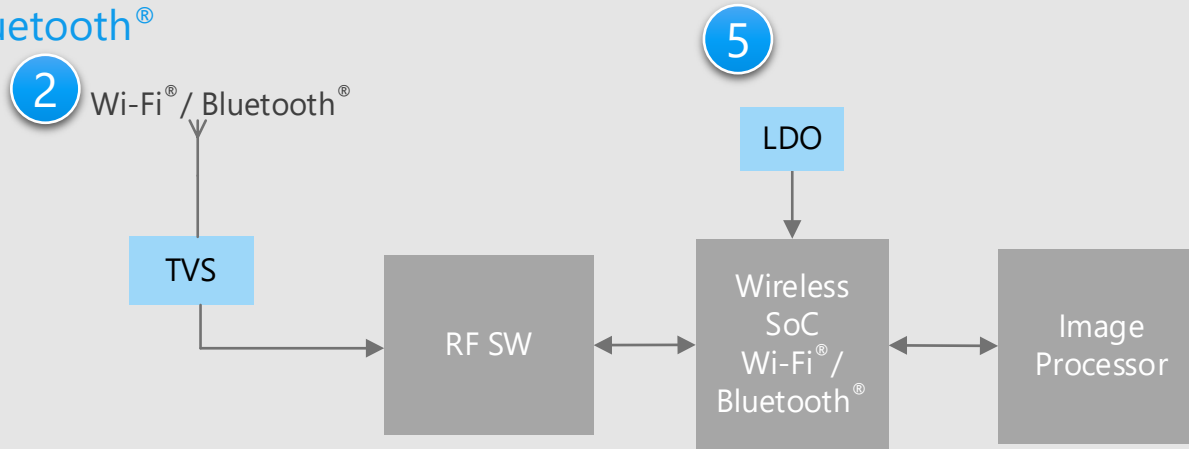 uetooth®
2
Wi-Fi®/ Bluetooth®
5
LDO
TVS
RF SW
Wireless
SoC
Wi-Fi®/
Bluetooth®
Image
Processor